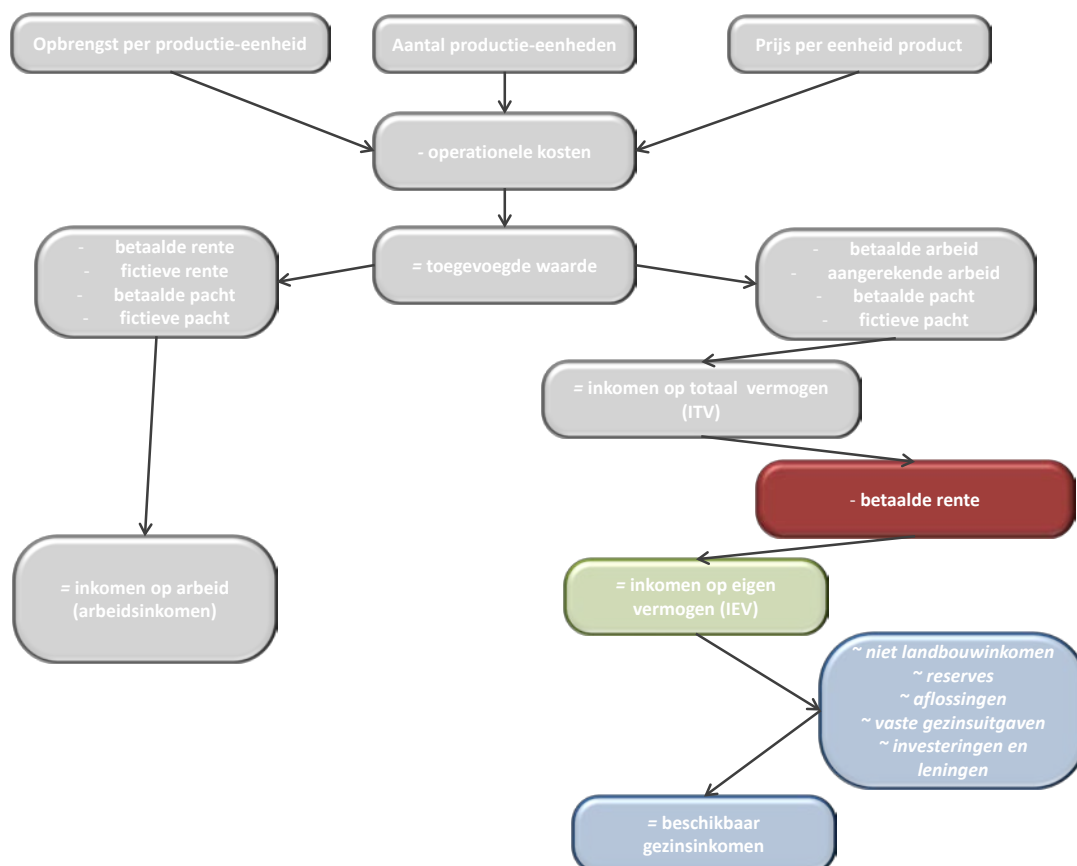 Opbrengst per productie-eenheid
Aantal productie-eenheden
Prijs per eenheid product
- operationele kosten
- betaalde rente
- fictieve rente
- betaalde pacht
- fictieve pacht
= toegevoegde waarde
- betaalde arbeid
- aangerekende arbeid
- betaalde pacht
- fictieve pacht
= inkomen op totaal vermogen
(ITV)
- betaalde rente
= inkomen op arbeid
(arbeidsinkomen)
= inkomen op eigen
vermogen (IEV)
~ niet landbouwinkomen
~ reserves
~ aflossingen
~ vaste gezinsuitgaven
~ investeringen en
leningen
= beschikbaar
gezinsinkomen